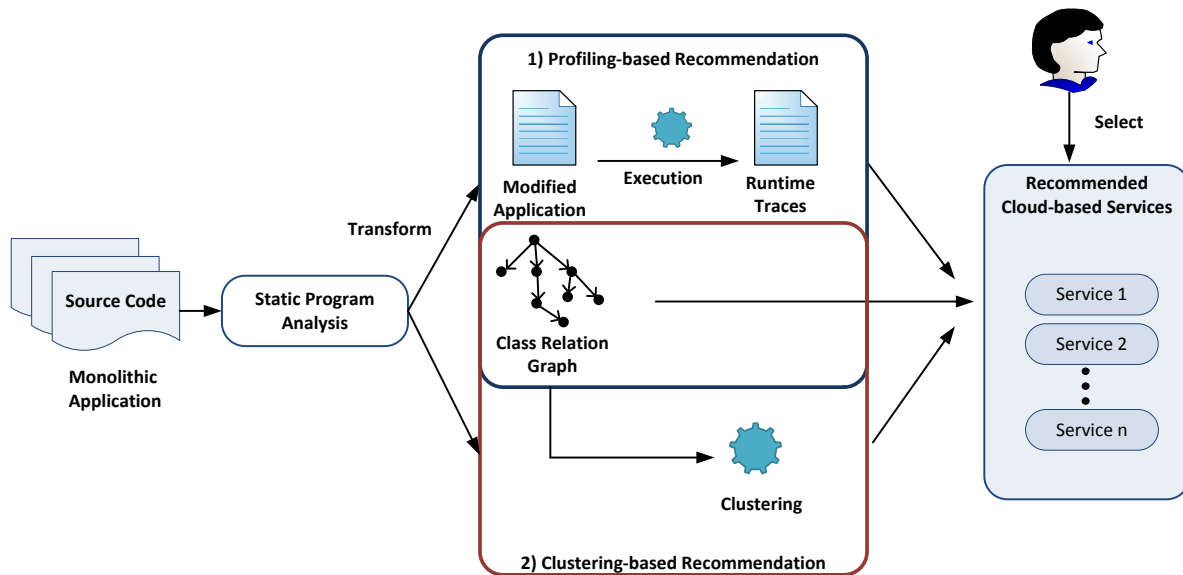 1) Profiling-based Recommendation
Modified
Application
Execution
Runtime
Traces
Select
Recommended
Cloud-based Services
Transform
Source Code
Static Program
Analysis
Class Relation
Graph
Monolithic
Application
Service 1
Service 2
Service n
Clustering
2) Clustering-based Recommendation